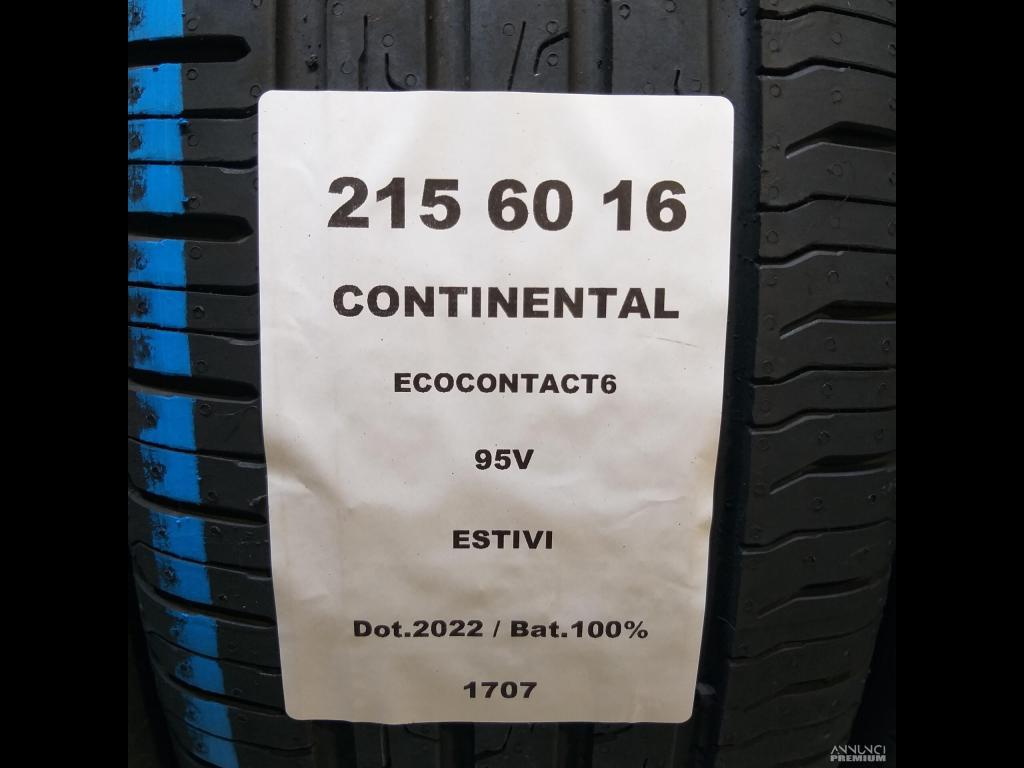 215 60 16
CONTINENTAL
ECOCONTACT6
95V
ESTIVI
Dot.2022 / Bat.100%
1707
ANNUNCI
PREMIUM